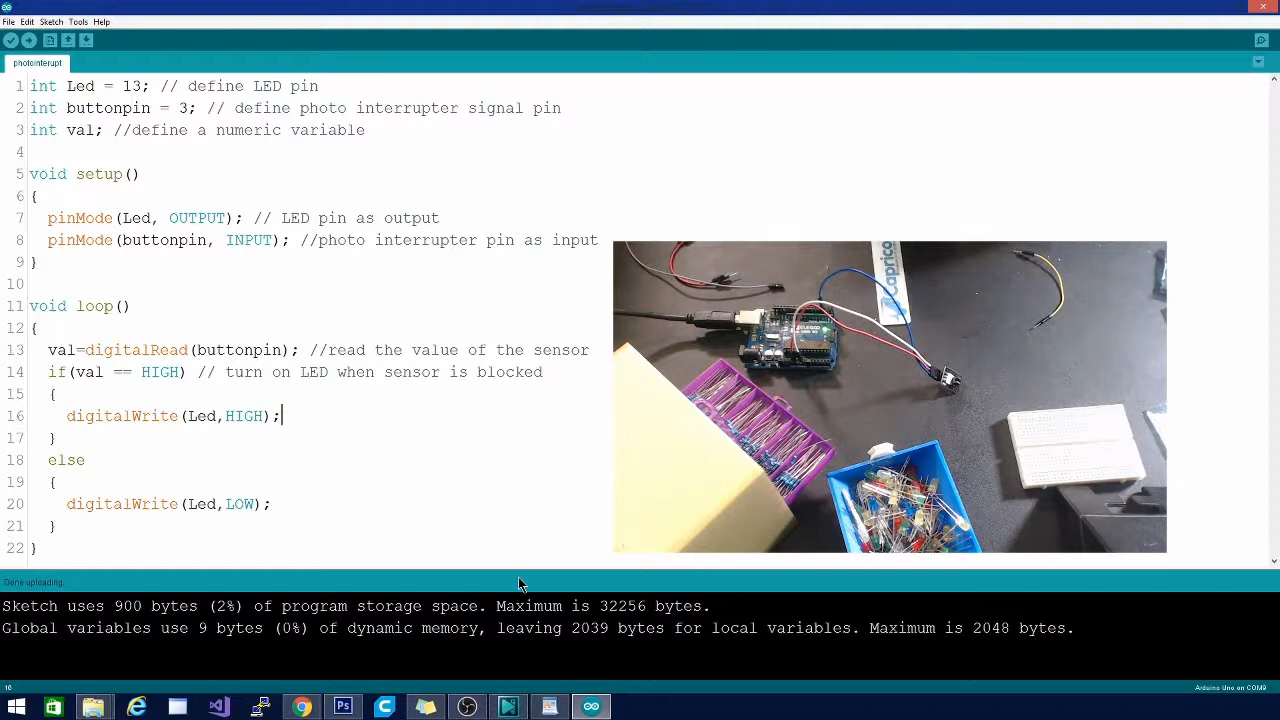 File Edit Sketch Tools Help
photointerupt
1 int Led = 13; // define LED pin
2 int buttonpin = 3; // define photo interrupter signal pin
3 int val; //define a numeric variable
4
5 void setup()
6 {
7 pinMode(Led, OUTPUT); // LED pin as output
8 pinMode(buttonpin, INPUT); //photo interrupter pin as input
9 }
10
11 void loop()
12 {
13 val=digitalRead(buttonpin); //read the value of the sensor
14 if(val == HIGH) // turn on LED when sensor is blocked
15 {
16 digitalWrite(Led,HIGH);
17 }
18 else
19 {
20 digitalWrite(Led,LOW);
21 }
22 }
Caprico
Done uploading.
Sketch uses 900 bytes (2%) of program storage space. Maximum is 32256 bytes.
Global variables use 9 bytes (0%) of dynamic memory, leaving 2039 bytes for local variables. Maximum is 2048 bytes.
16
Arduino Uno on COM9
Ps